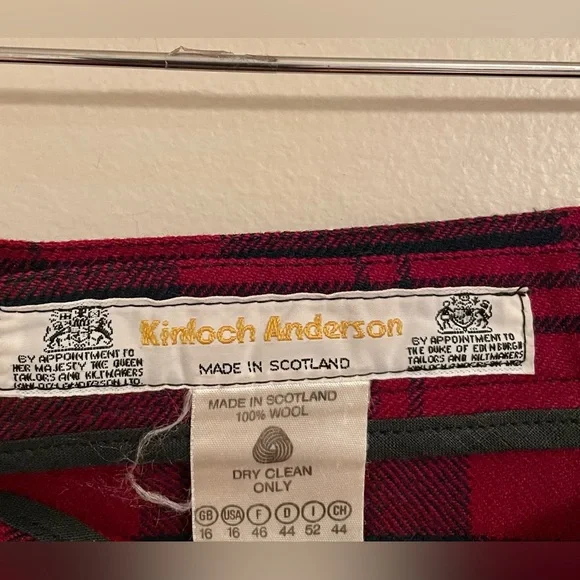 Kinloch Anderson
MADE IN SCOTLAND
BY APPOINTMENT TO
HER MAJESTY THE QUEEN
TAILORS AND KILTMAKERS
BY APPOINTMENT TO
THE DUKE OF EDINBURGH
TAILORS AND KILTMAKERS
MADE IN SCOTLAND
100% WOOL
DRY CLEAN
ONLY
GB USA F D I CH
16 16 46 44 52 44